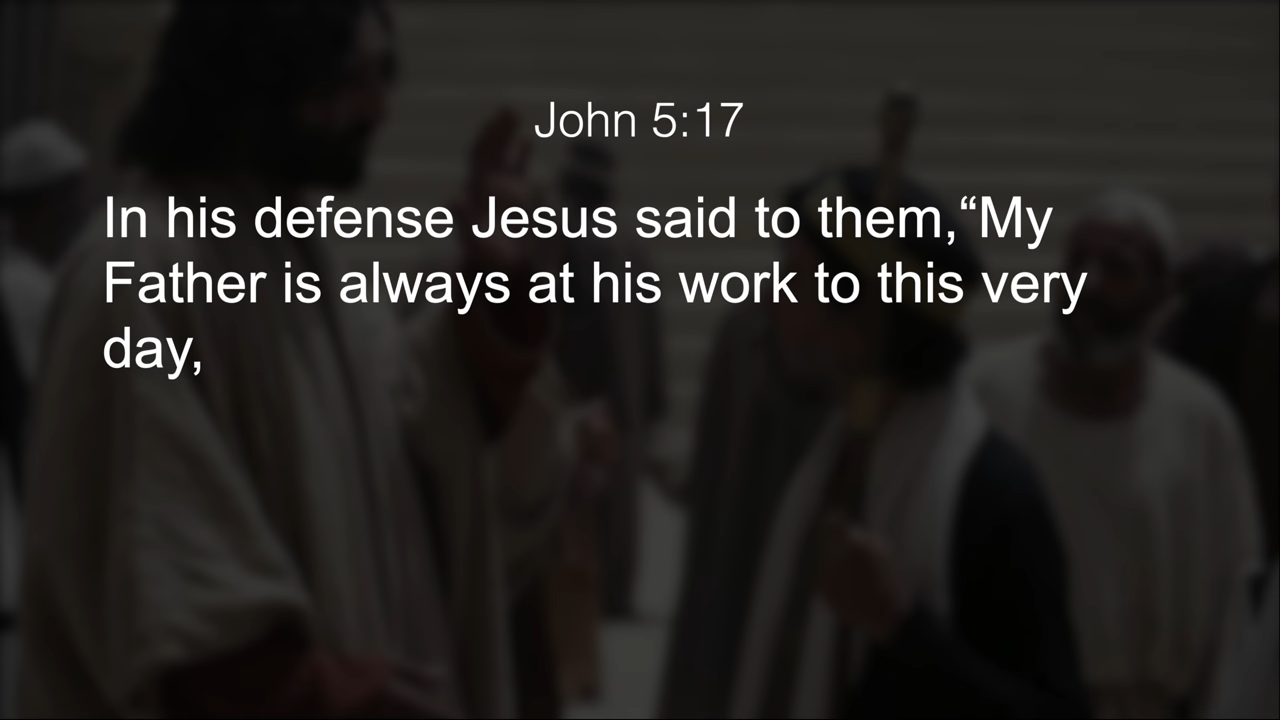 John 5:17
In his defense Jesus said to them,“My
Father is always at his work to this very
day,